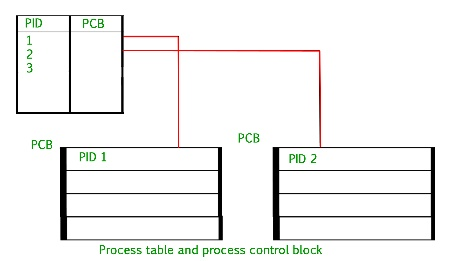 PID PCB
1
2
3
PCB
PCB
PID 1
PID 2
Process table and process control block